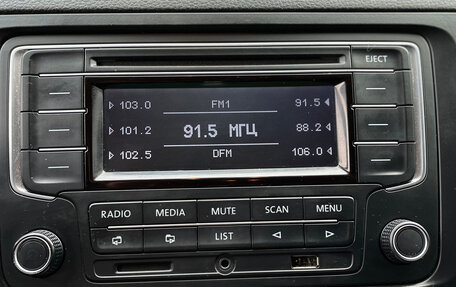 EJECT
103.0 FM1 91.5
101.2 91.5 МГЦ 88.2
102.5 DFM 106.0
RADIO MEDIA MUTE SCAN MENU
LIST